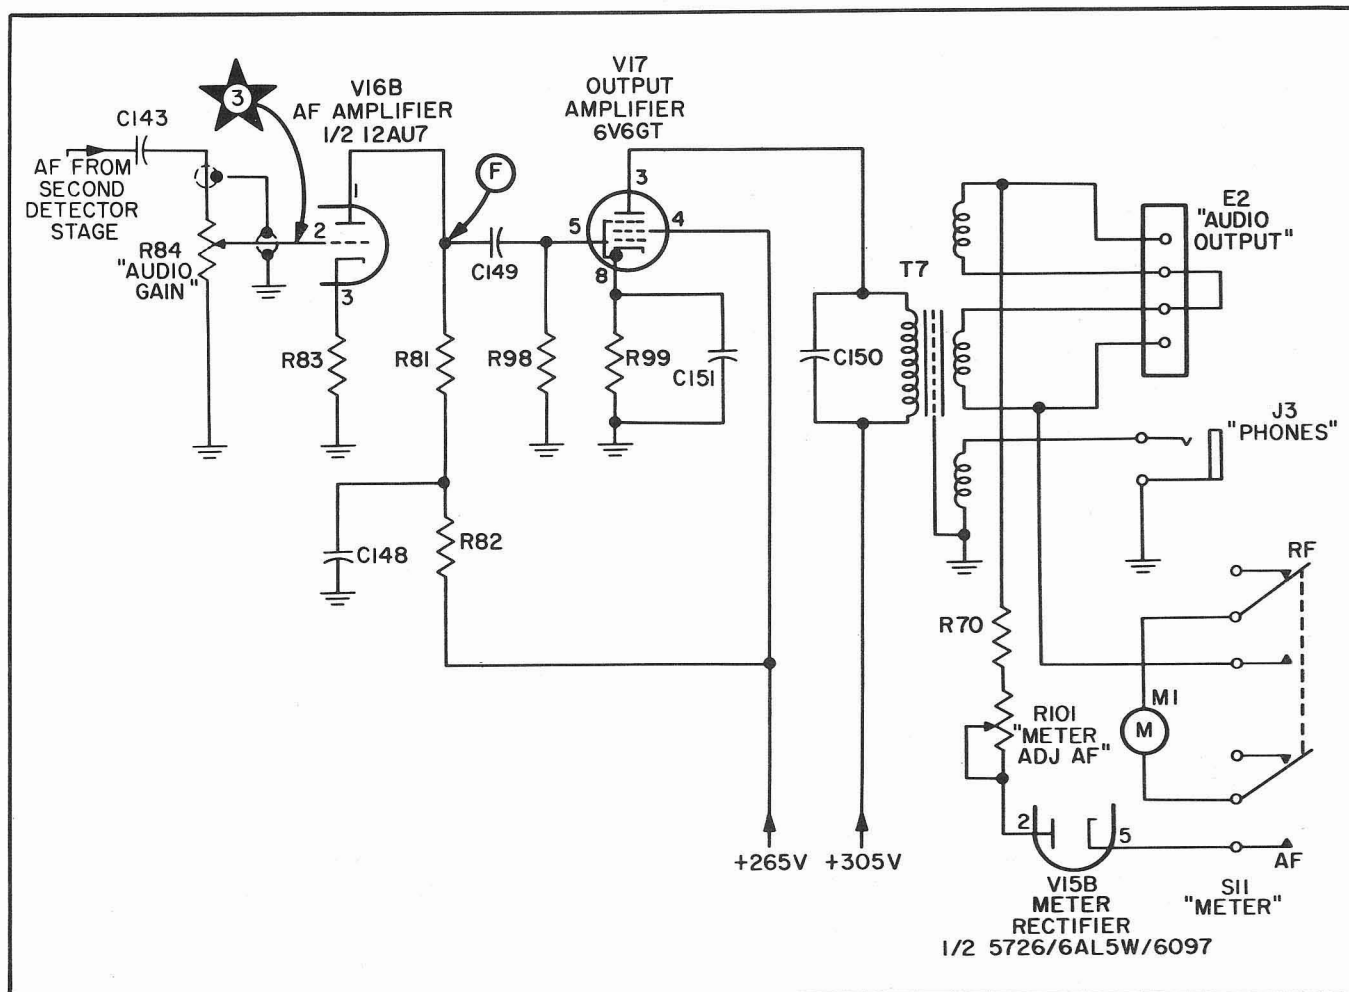 3
V16B
AF AMPLIFIER
1/2 12AU7
V17
OUTPUT
AMPLIFIER
6V6GT
C143
AF FROM
SECOND
DETECTOR
STAGE
R84
"AUDIO
GAIN"
1
2
3
F
C149
3
5
4
8
T7
E2
"AUDIO
OUTPUT"
R83
R81
R98
R99
C151
C150
J3
"PHONES"
C148
R82
RF
R70
R101
"METER
ADJ AF"
M1
M
+265V
+305V
2
5
AF
V15B
METER
RECTIFIER
1/2 5726/6AL5W/6097
S11
"METER"